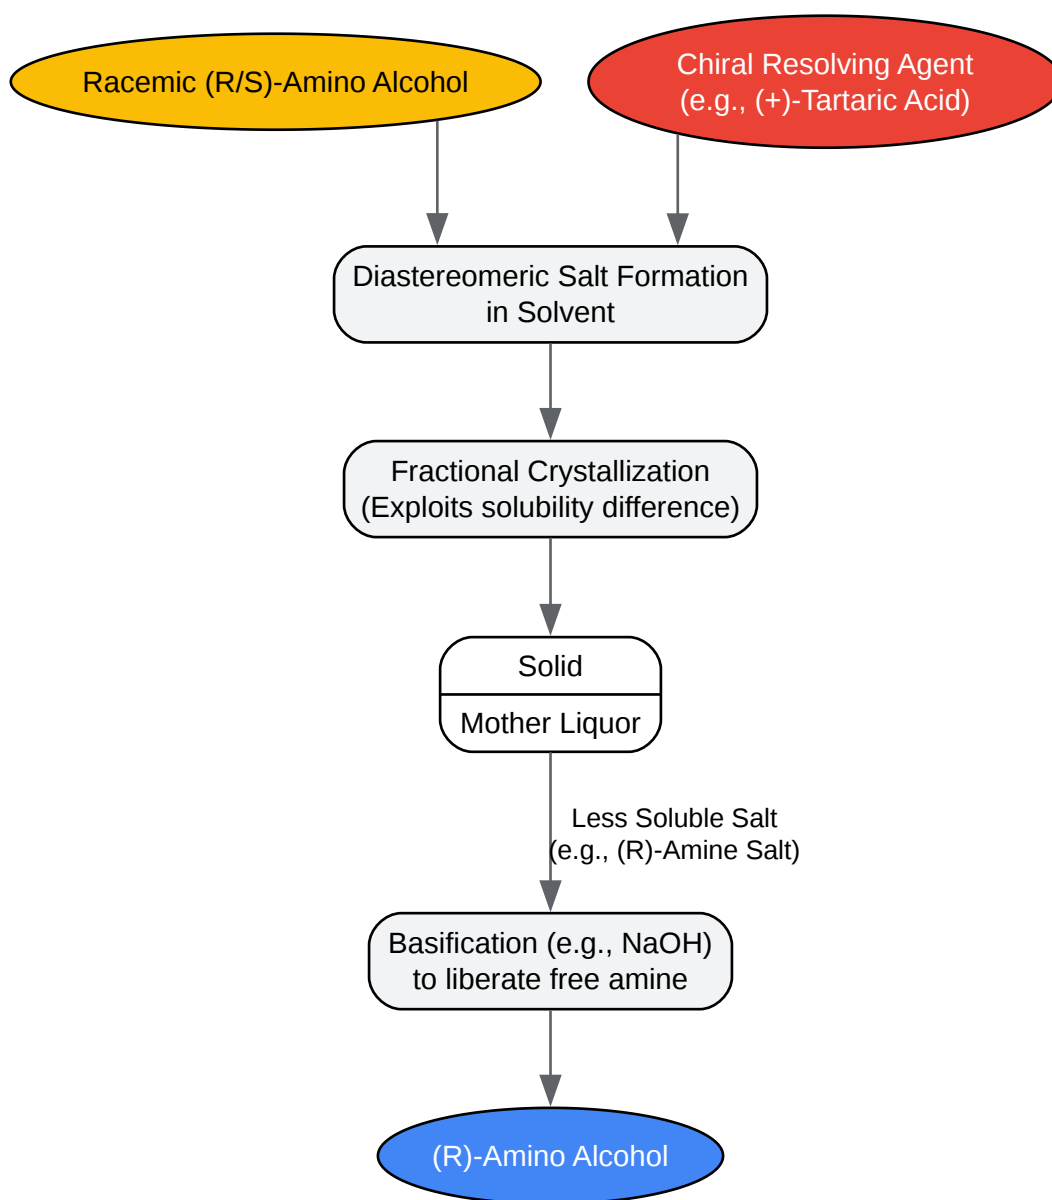 Racemic (R/S)-Amino Alcohol
Chiral Resolving Agent
(e.g., (+)-Tartaric Acid)
Diastereomeric Salt Formation
in Solvent
Fractional Crystallization
(Exploits solubility difference)
Solid
Mother Liquor
Less Soluble Salt
(e.g., (R)-Amine Salt)
Basification (e.g., NaOH)
to liberate free amine
(R)-Amino Alcohol